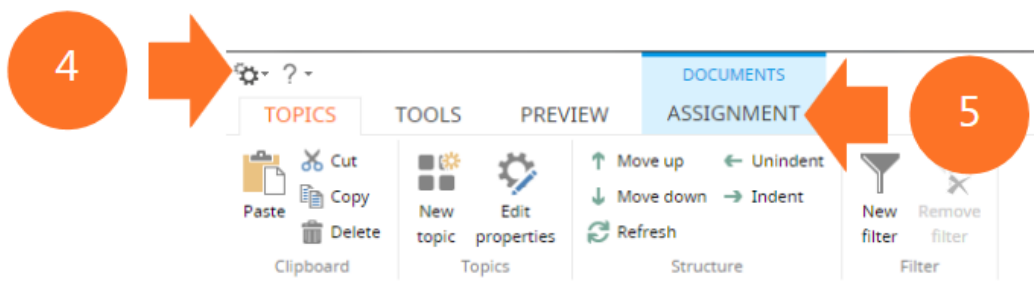 4
? DOCUMENTS
TOPICS TOOLS PREVIEW ASSIGNMENT
5
Cut Move up Unindent
Paste Copy New topic Edit properties Move down Indent New filter Remove filter
Delete Refresh
Clipboard Topics Structure Filter